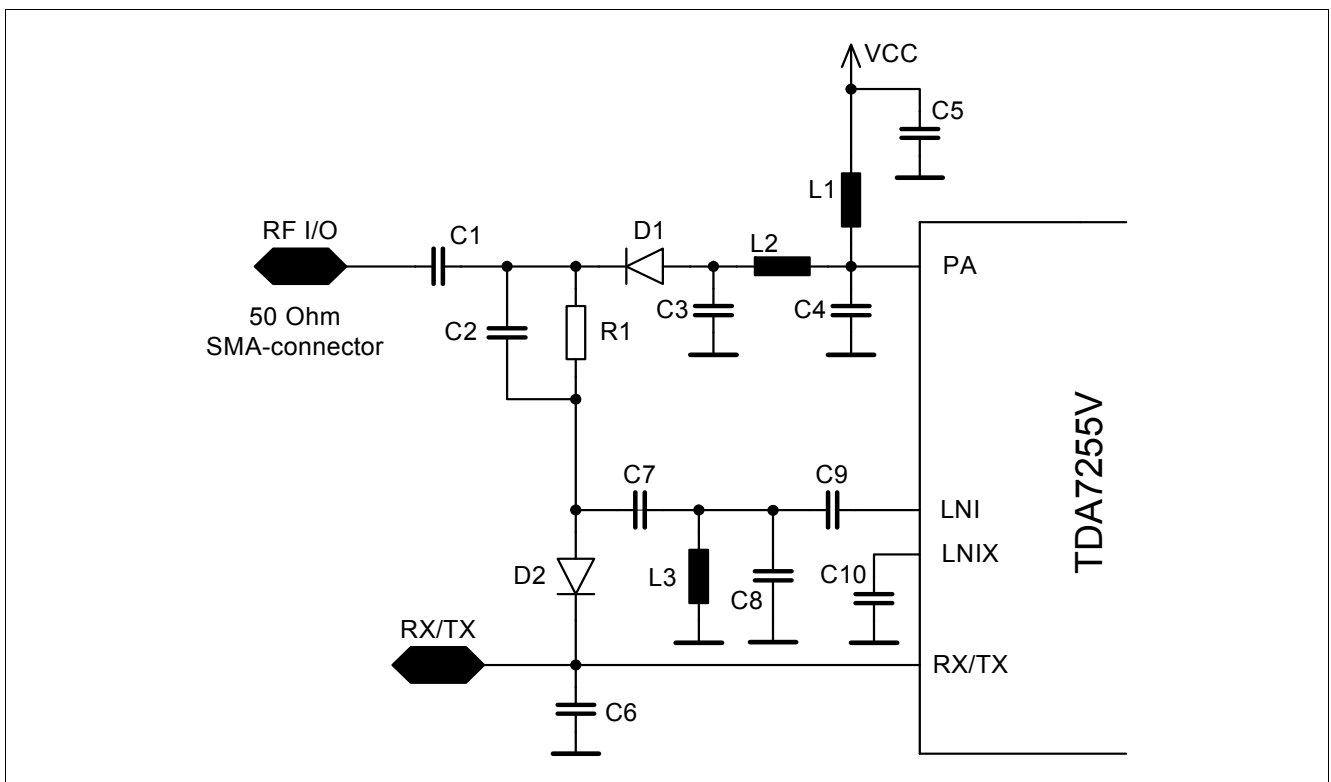 VCC
C5
L1
RF I/O
C1
D1
L2
PA
50 Ohm
SMA-connector
C2
R1
C3
C4
TDA7255V
C7
C9
LNI
LNIX
D2
L3
C8
C10
RX/TX
RX/TX
C6